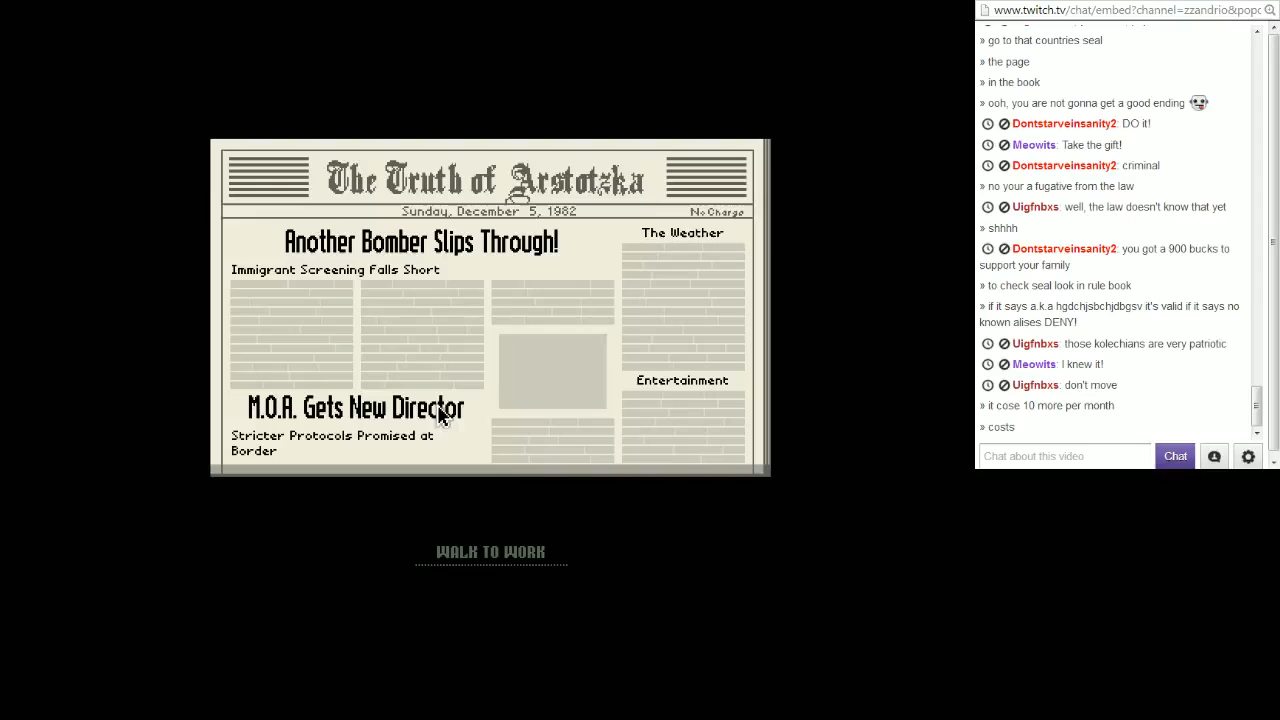 The Truth of Arstotzka
Sunday, December 5, 1982
No Charge
Another Bomber Slips Through!
Immigrant Screening Falls Short
M.O.A. Gets New Director
Stricter Protocols Promised at
Border
The Weather
Entertainment
WALK TO WORK
www.twitch.tv/chat/embed?channel=zzandrio&popo
» go to that countries seal
» the page
» in the book
» ooh, you are not gonna get a good ending
Dontstarveinsanity2: DO it!
Meowits: Take the gift!
Dontstarveinsanity2: criminal
» no your a fugative from the law
Uigfnbxs: well, the law doesn't know that yet
» shhhh
Dontstarveinsanity2: you got a 900 bucks to
support your family
» to check seal look in rule book
» if it says a.k.a hgdchjsbchjdbgsv it's valid if it says no
known alises DENY!
Uigfnbxs: those kolechians are very patriotic
Meowits: I knew it!
Uigfnbxs: don't move
» it cose 10 more per month
» costs
Chat about this video
Chat